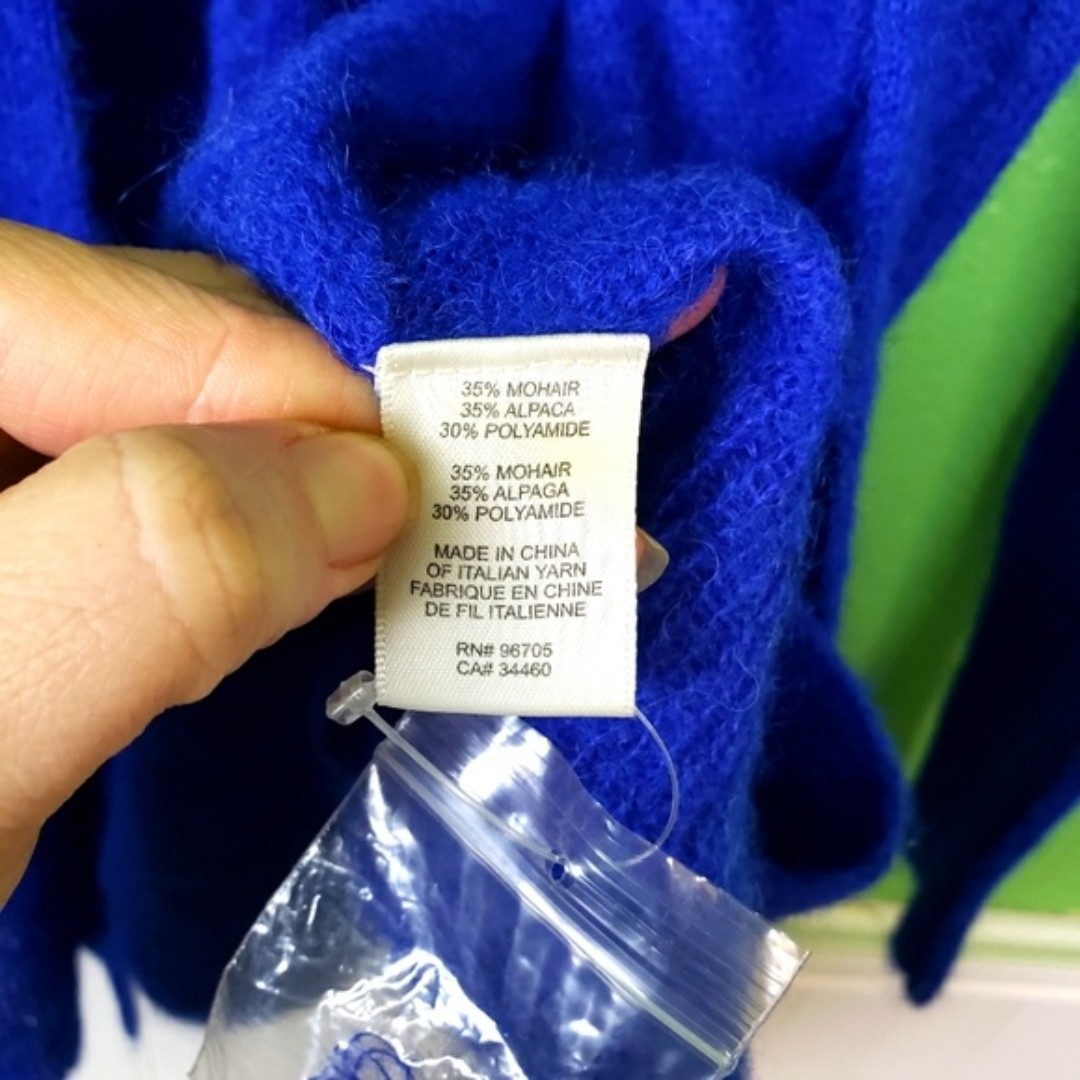 35% MOHAIR
35% ALPACA
30% POLYAMIDE
35% MOHAIR
35% ALPAGA
30% POLYAMIDE
MADE IN CHINA
OF ITALIAN YARN
FABRIQUE EN CHINE
DE FIL ITALIENNE
RN# 96705
CA# 34460